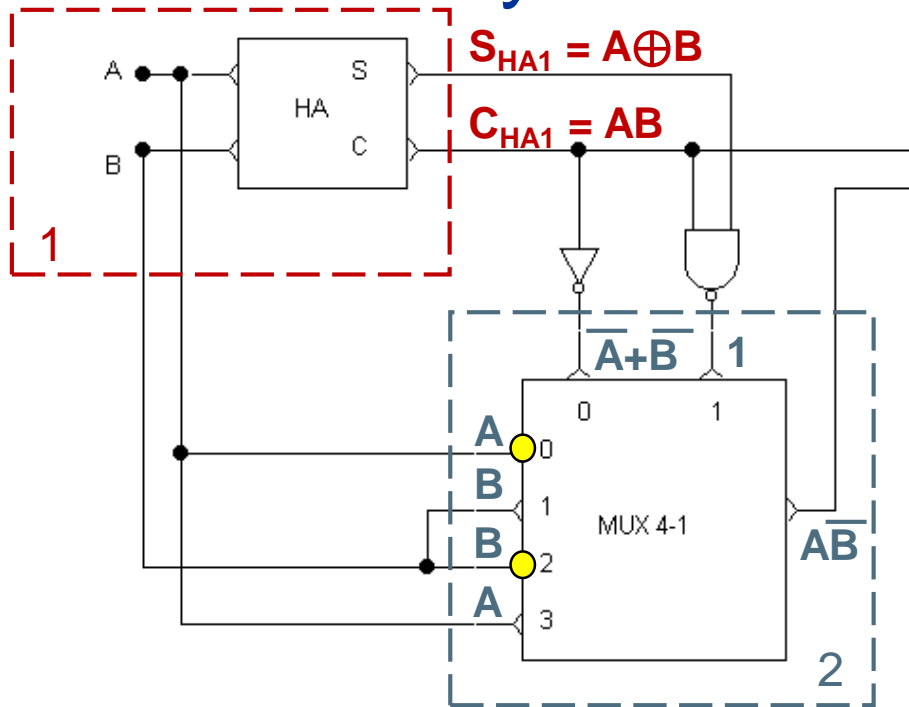 y
S_HA1 = A⊕B
A
S
HA
C_HA1 = AB
C
B
1
A̅+B̅
1
0
1
A
0
B
1
MUX 4-1
AB̅
B
2
A
3
2